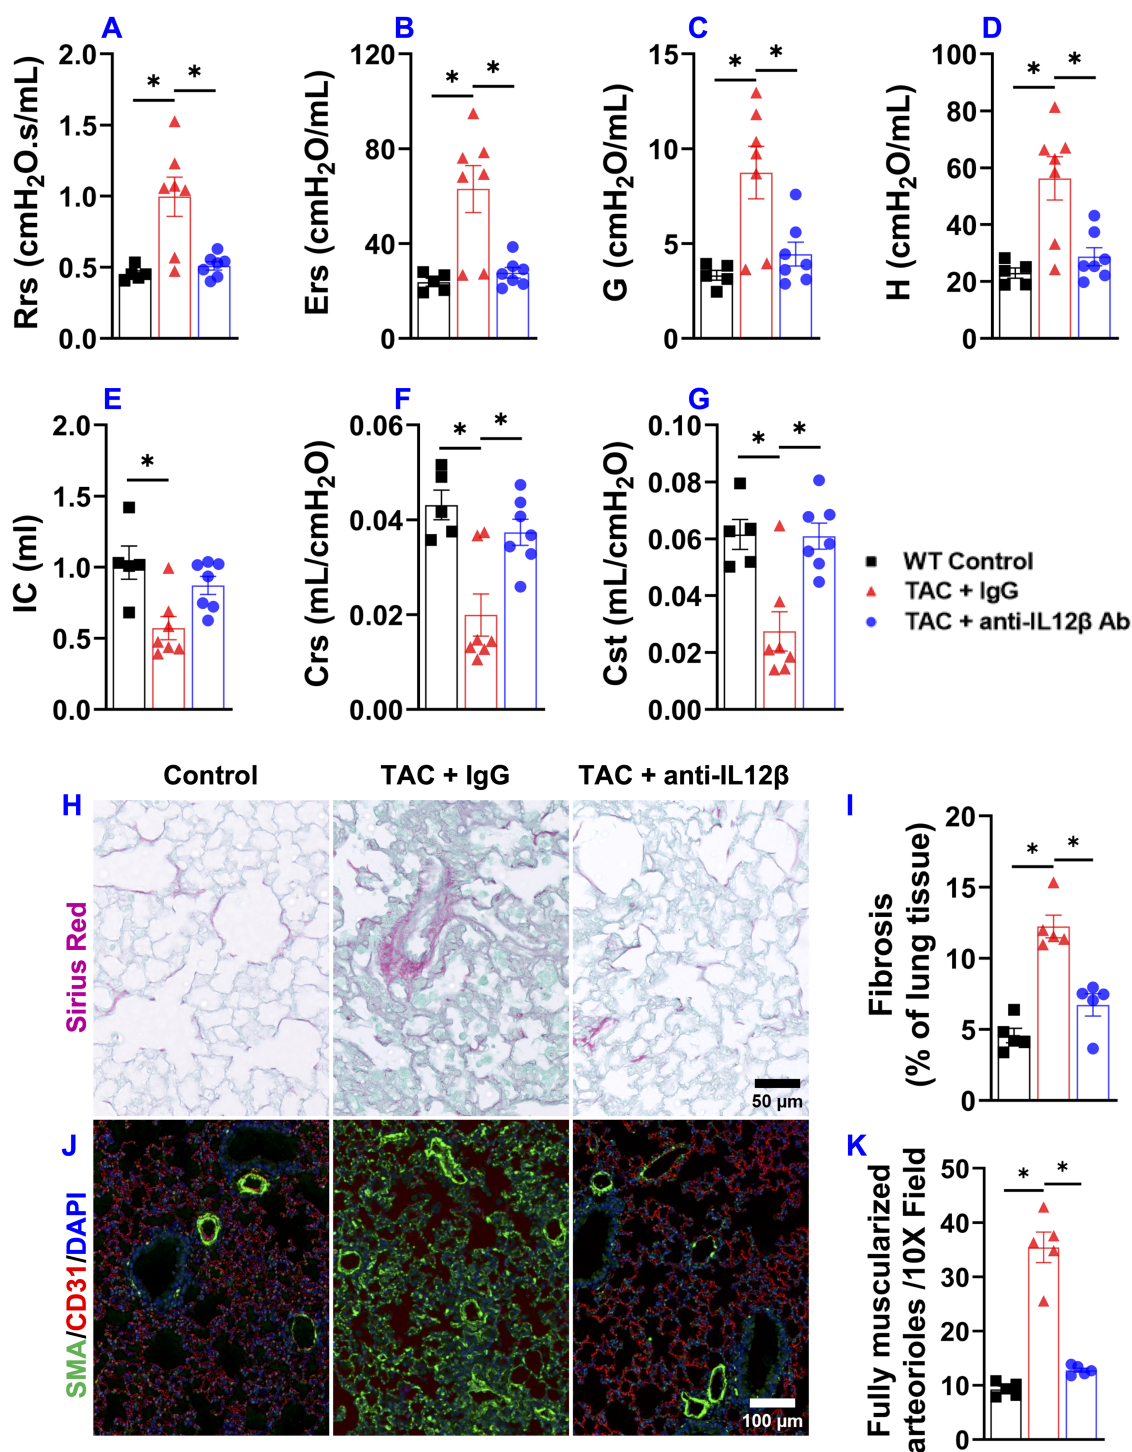 A
Rrs (cmH₂O.s/mL)
2.0
1.5
1.0
0.5
0.0
*
*
B
Ers (cmH₂O/mL)
120
80
40
0
*
*
C
G (cmH₂O/mL)
15
10
5
0
*
*
D
H (cmH₂O/mL)
100
80
60
40
20
0
*
*
E
IC (ml)
2.0
1.5
1.0
0.5
0.0
*
F
Crs (mL/cmH₂O)
0.06
0.04
0.02
0.00
*
*
G
Cst (mL/cmH₂O)
0.10
0.08
0.06
0.04
0.02
0.00
*
*
WT Control
TAC + IgG
TAC + anti-IL12β Ab
Control
TAC + IgG
TAC + anti-IL12β
H
Sirius Red
50 µm
I
Fibrosis
(% of lung tissue)
20
15
10
5
0
*
*
J
SMA/CD31/DAPI
100 µm
K
Fully muscularized
arteorioles /10X Field
50
40
30
20
10
0
*
*